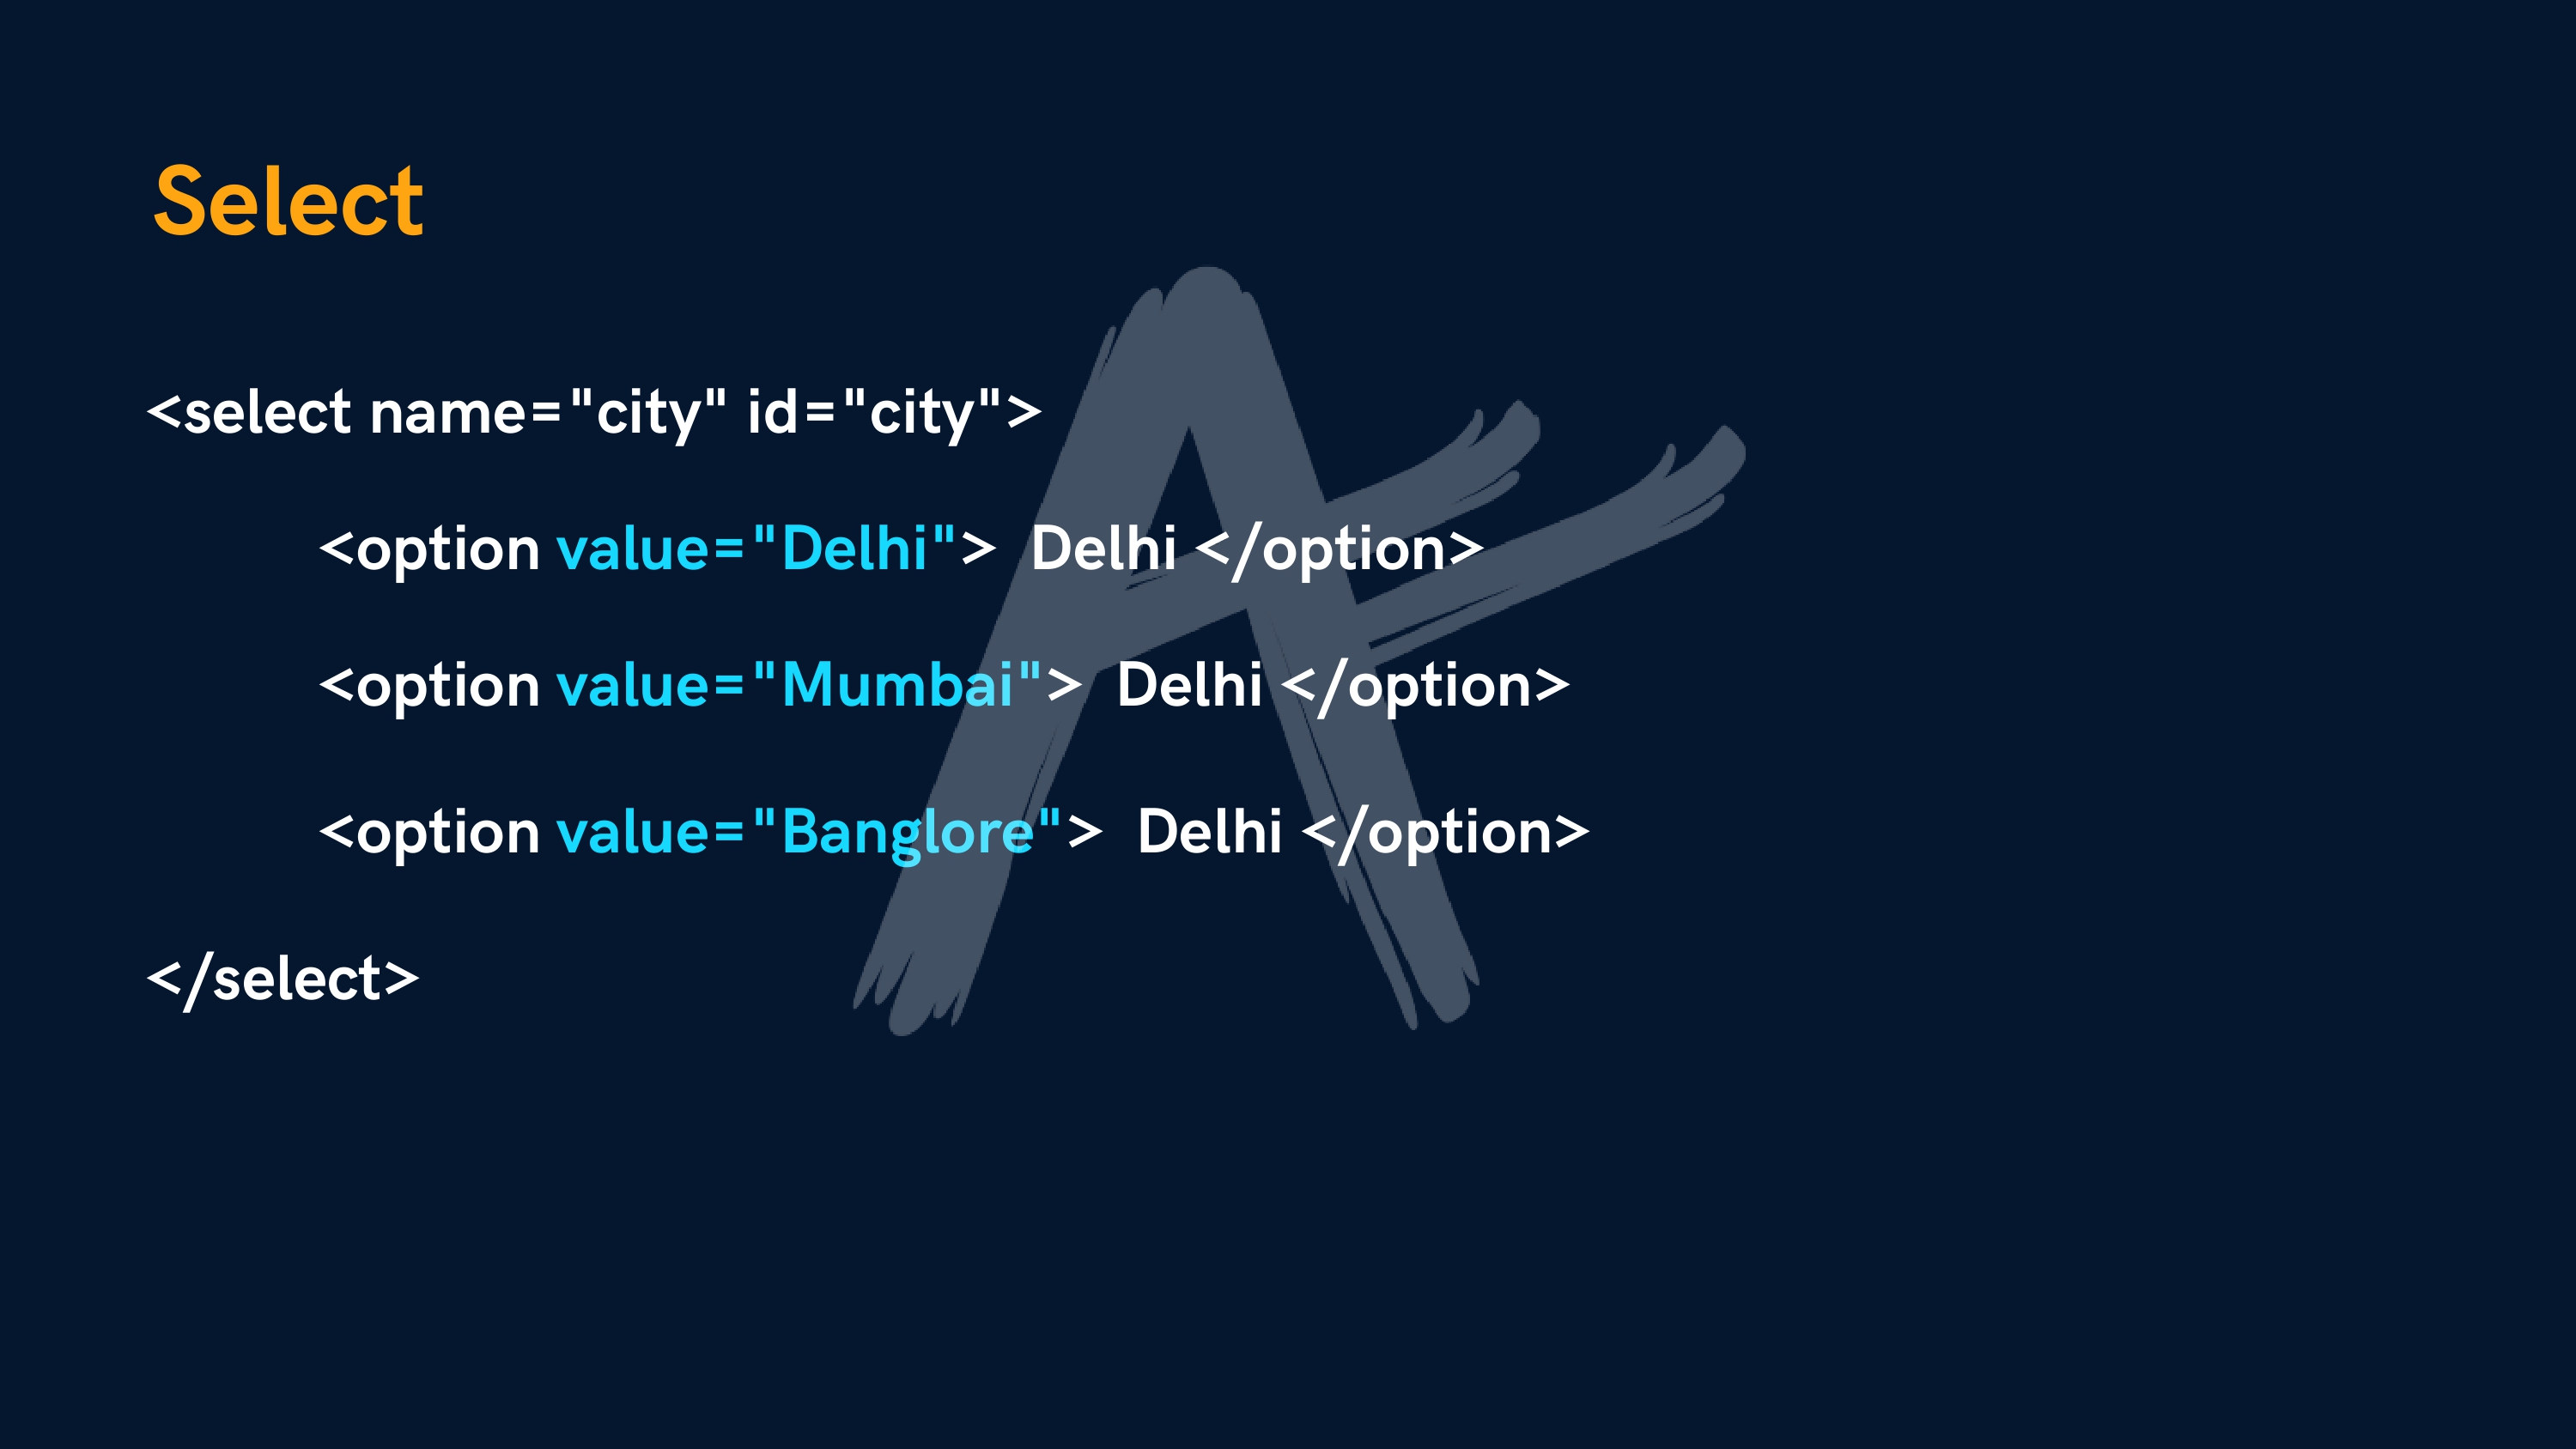 Select
<select name="city" id="city">
<option value="Delhi"> Delhi </option>
<option value="Mumbai"> Delhi </option>
<option value="Banglore"> Delhi </option>
</select>